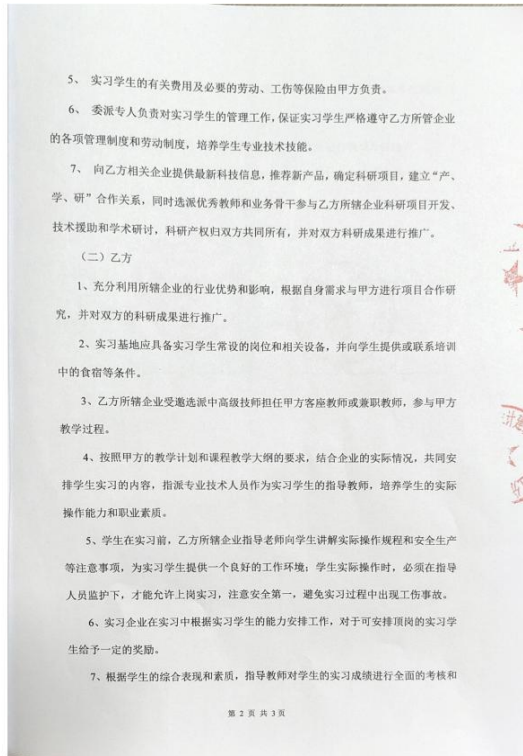 5、 实习学生的有关费用及必要的劳动、工伤等保险由甲方负责。
6、 委派专人负责对实习学生的管理工作，保证实习学生严格遵守乙方所管企业
的各项管理制度和劳动制度，培养学生专业技术技能。
7、 向乙方相关企业提供最新科技信息，推荐新产品，确定科研项目，建立“产、
学、研”合作关系，同时选派优秀教师和业务骨干参与乙方所辖企业科研项目开发、
技术援助和学术研讨，科研产权归双方共同所有，并对双方科研成果进行推广。
（二）乙方
1、充分利用所辖企业的行业优势和影响，根据自身需求与甲方进行项目合作研
究，并对双方的科研成果进行推广。
2、实习基地应具备实习学生常设的岗位和相关设备，并向学生提供或联系培训
中的食宿等条件。
3、乙方所辖企业受邀选派中高级技师担任甲方客座教师或兼职教师，参与甲方
教学过程。
4、按照甲方的教学计划和课程教学大纲的要求，结合企业的实际情况，共同安
排学生实习的内容，指派专业技术人员作为实习学生的指导教师，培养学生的实际
操作能力和职业素质。
5、学生在实习前，乙方所辖企业指导老师向学生讲解实际操作规程和安全生产
等注意事项，为实习学生提供一个良好的工作环境；学生实际操作时，必须在指导
人员监护下，才能允许上岗实习，注意安全第一，避免实习过程中出现工伤事故。
6、实习企业在实习中根据实习学生的能力安排工作，对于可安排顶岗的实习学
生给予一定的奖励。
7、根据学生的综合表现和素质，指导教师对学生的实习成绩进行全面的考核和
第 2 页 共 3 页